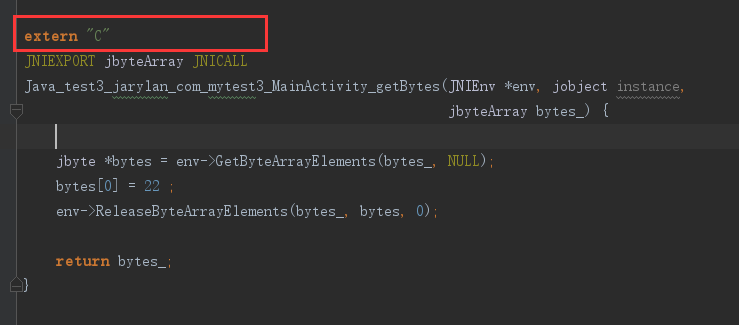 extern "C"
JNIEXPORT jbyteArray JNICALL
Java_test3_jarylan_com_mytest3_MainActivity_getBytes(JNIEnv *env, jobject instance,
jbyteArray bytes_) {
jbyte *bytes = env->GetByteArrayElements(bytes_, NULL);
bytes[0] = 22 ;
env->ReleaseByteArrayElements(bytes_, bytes, 0);
return bytes_;
}